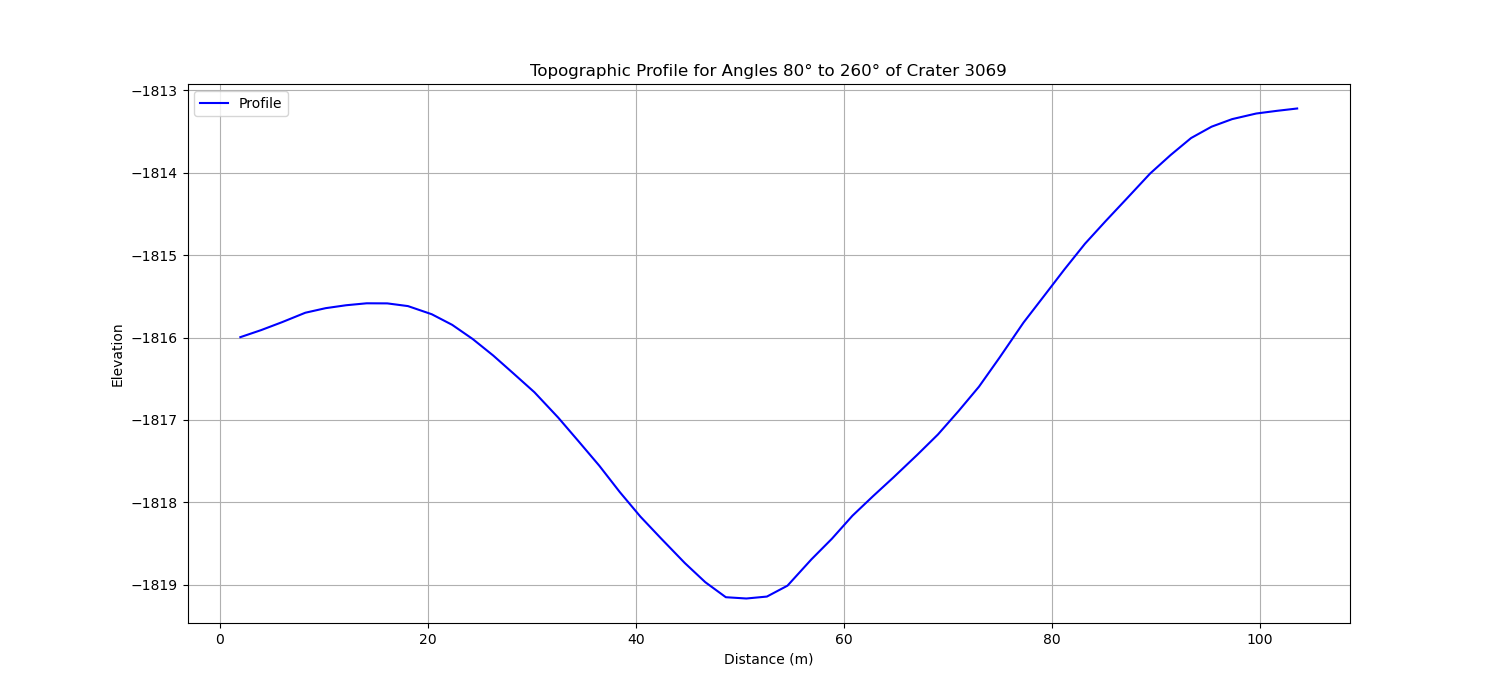 Topographic Profile for Angles 80° to 260° of Crater 3069
Profile
−1813
−1814
−1815
−1816
−1817
−1818
−1819
Elevation
0 20 40 60 80 100
Distance (m)